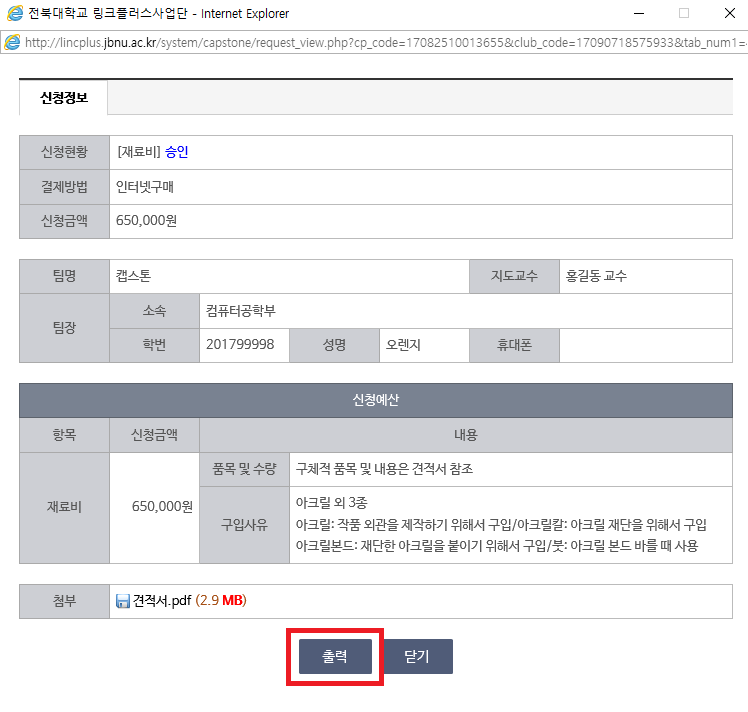 전북대학교 링크플러스사업단 - Internet Explorer
http://lincplus.jbnu.ac.kr/system/capstone/request_view.php?cp_code=17082510013655&club_code=17090718575933&tab_num1=
신청정보
신청현황 [재료비] 승인
결제방법 인터넷구매
신청금액 650,000원
팀명 캡스톤 지도교수 홍길동 교수
팀장 소속 컴퓨터공학부
학번 201799998 성명 오렌지 휴대폰
신청예산
항목 신청금액 내용
재료비 650,000원 품목 및 수량 구체적 품목 및 내용은 견적서 참조
구입사유 아크릴 외 3종
아크릴: 작품 외관을 제작하기 위해서 구입/아크릴칼: 아크릴 재단을 위해서 구입
아크릴본드: 재단한 아크릴을 붙이기 위해서 구입/붓: 아크릴 본드 바를 때 사용
첨부 견적서.pdf (2.9 MB)
출력 닫기